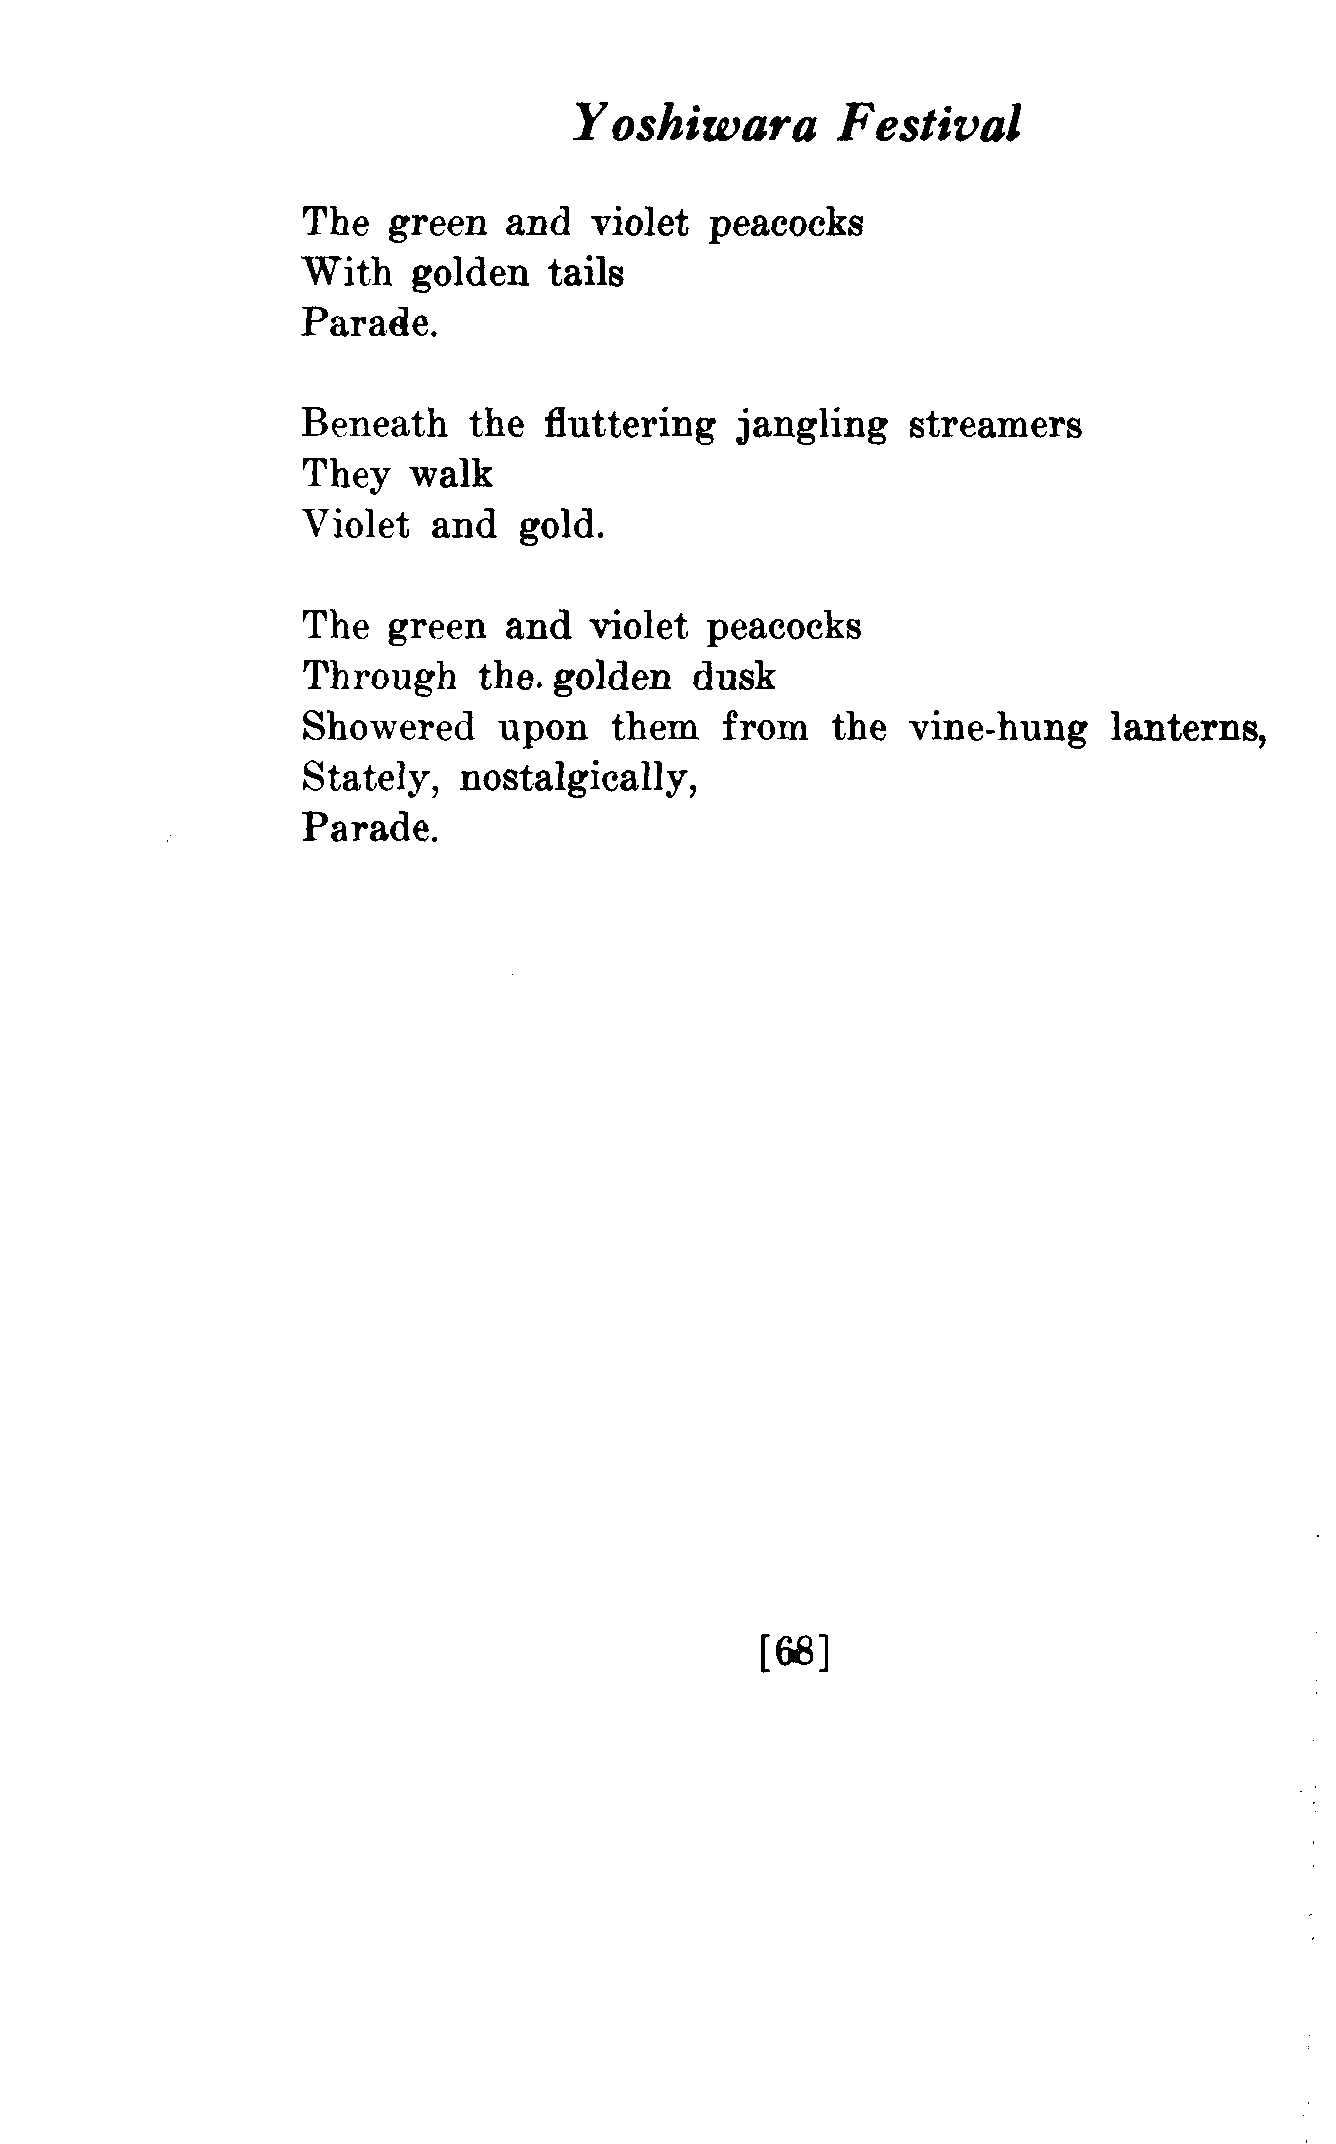 Yoshiwara Festival
The green and violet peacocks
With golden tails
Parade.
Beneath the fluttering jangling streamers
They walk
Violet and gold.
The green and violet peacocks
Through the. golden dusk
Showered upon them from the vine-hung lanterns,
Stately, nostalgically,
Parade.
[68]